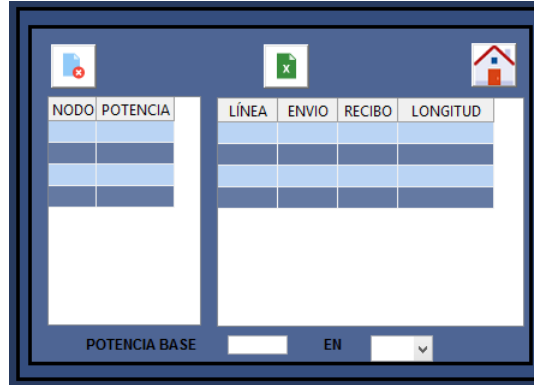 X
NODO POTENCIA
LÍNEA ENVIO RECIBO LONGITUD
POTENCIA BASE EN